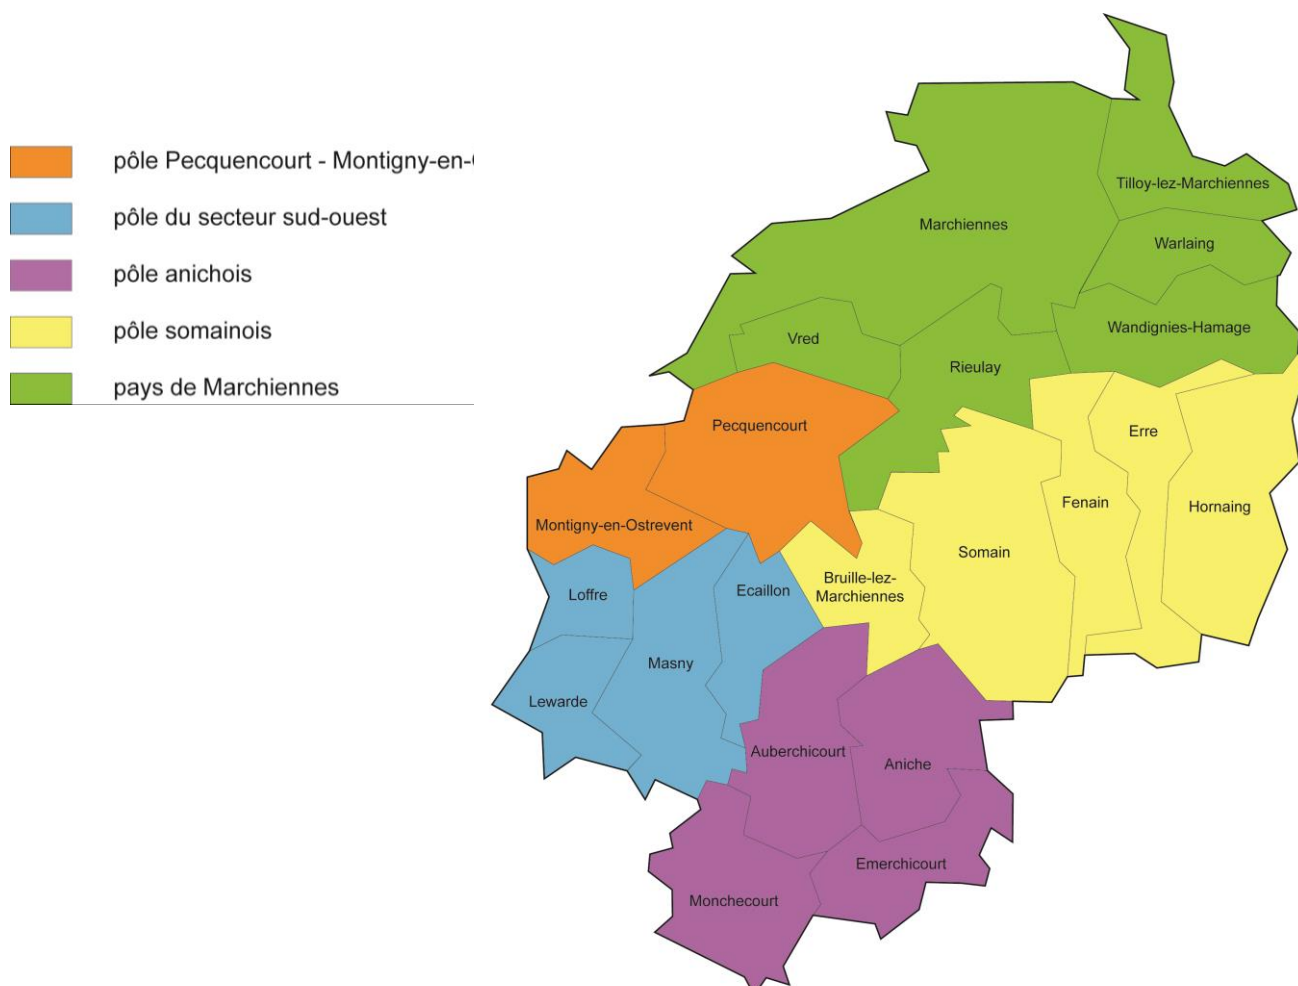 pôle Pecquencourt - Montigny-en-
pôle du secteur sud-ouest
pôle anichois
pôle somainois
pays de Marchiennes
Tilloy-lez-Marchiennes
Marchiennes
Warlaing
Wandignies-Hamage
Vred
Rieulay
Pecquencourt
Erre
Fenain
Hornaing
Montigny-en-Ostrevent
Somain
Bruille-lez-
Marchiennes
Ecaillon
Loffre
Masny
Lewarde
Auberchicourt
Aniche
Emerchicourt
Monchecourt